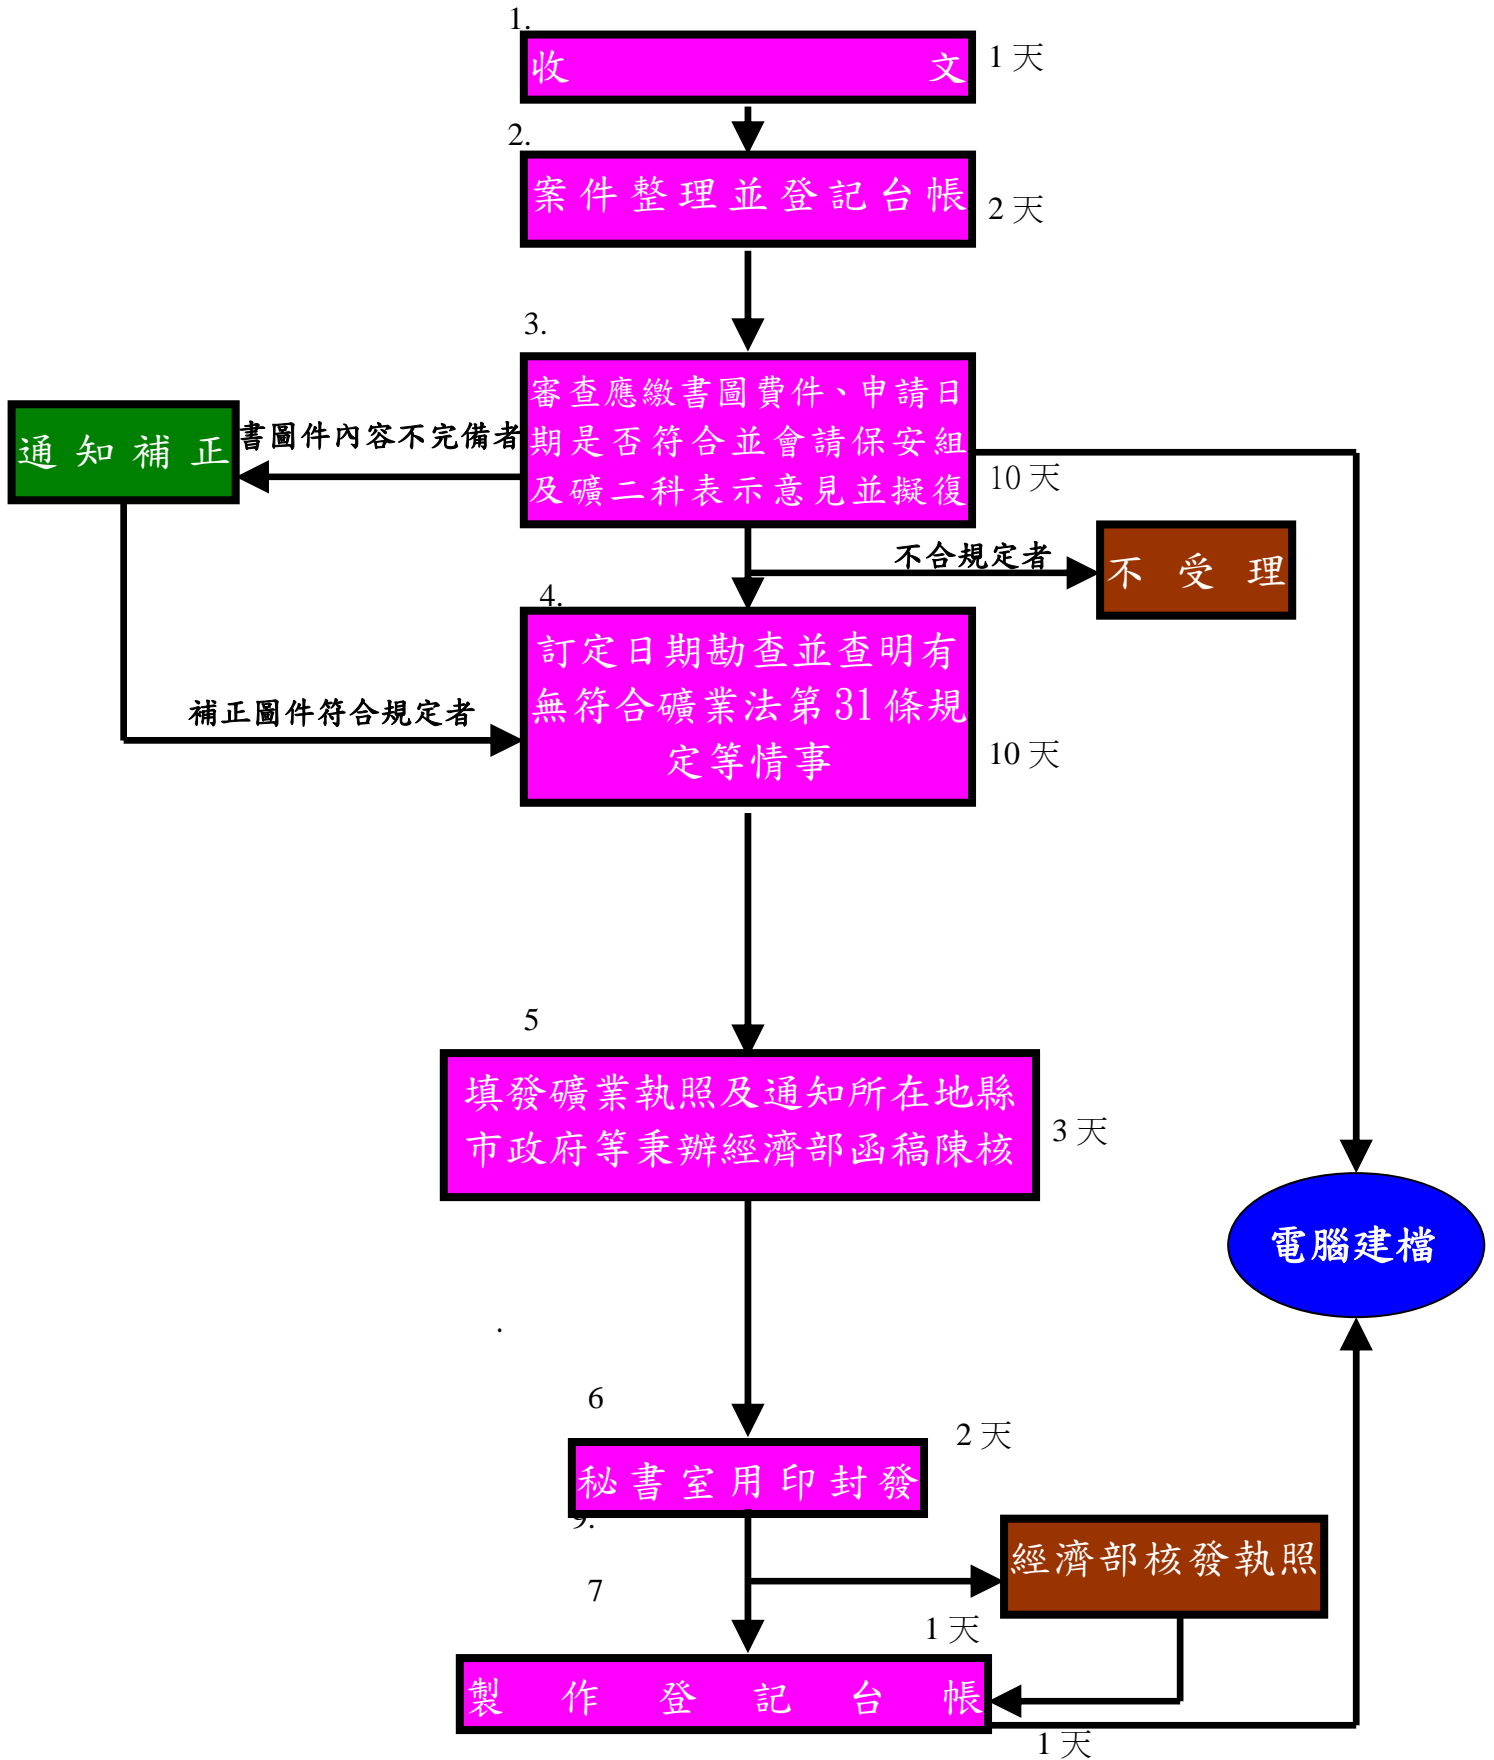 1.
收文
1天
2.
案件整理並登記台帳
2天
3.
審查應繳書圖費件、申請日
期是否符合並會請保安組
及礦二科表示意見並擬復
10天
通知補正
書圖件內容不完備者
不合規定者
不受理
4.
訂定日期勘查並查明有
無符合礦業法第31條規
定等情事
10天
補正圖件符合規定者
5
填發礦業執照及通知所在地縣
市政府等秉辦經濟部函稿陳核
3天
電腦建檔
.
6
秘書室用印封發
2天
9.
經濟部核發執照
7
1天
製作登記台帳
1天